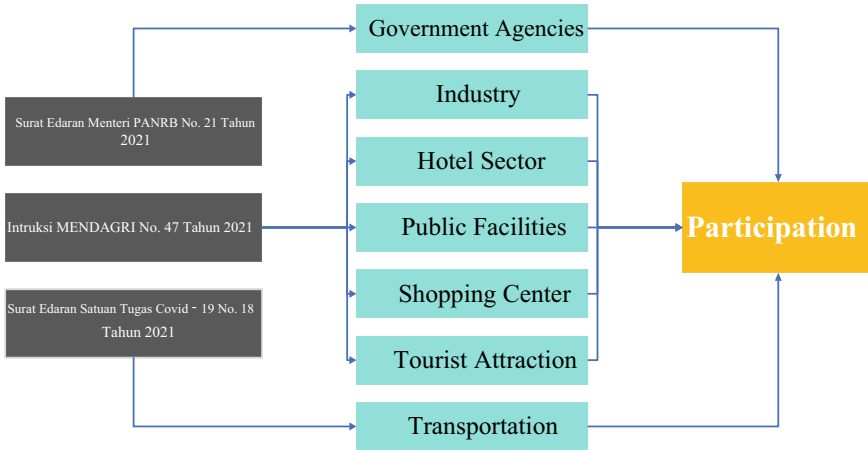 Government Agencies
Industry
Surat Edaran Menteri PANRB No. 21 Tahun
2021
Hotel Sector
Intruksi MENDAGRI No. 47 Tahun 2021
Public Facilities
Participation
Shopping Center
Surat Edaran Satuan Tugas Covid - 19 No. 18
Tahun 2021
Tourist Attraction
Transportation